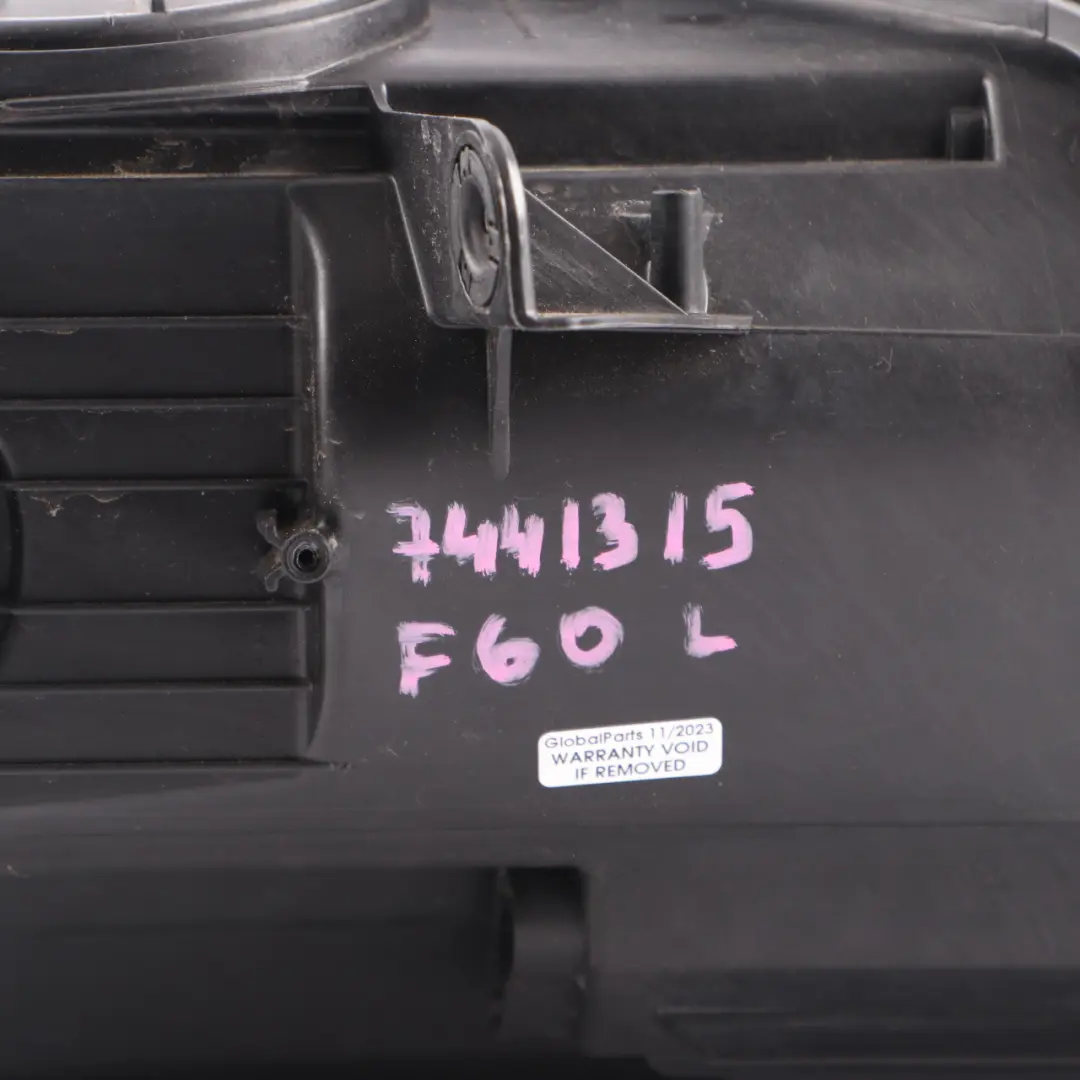 7441315
F60 L
GlobalParts 11/2023
WARRANTY VOID
IF REMOVED